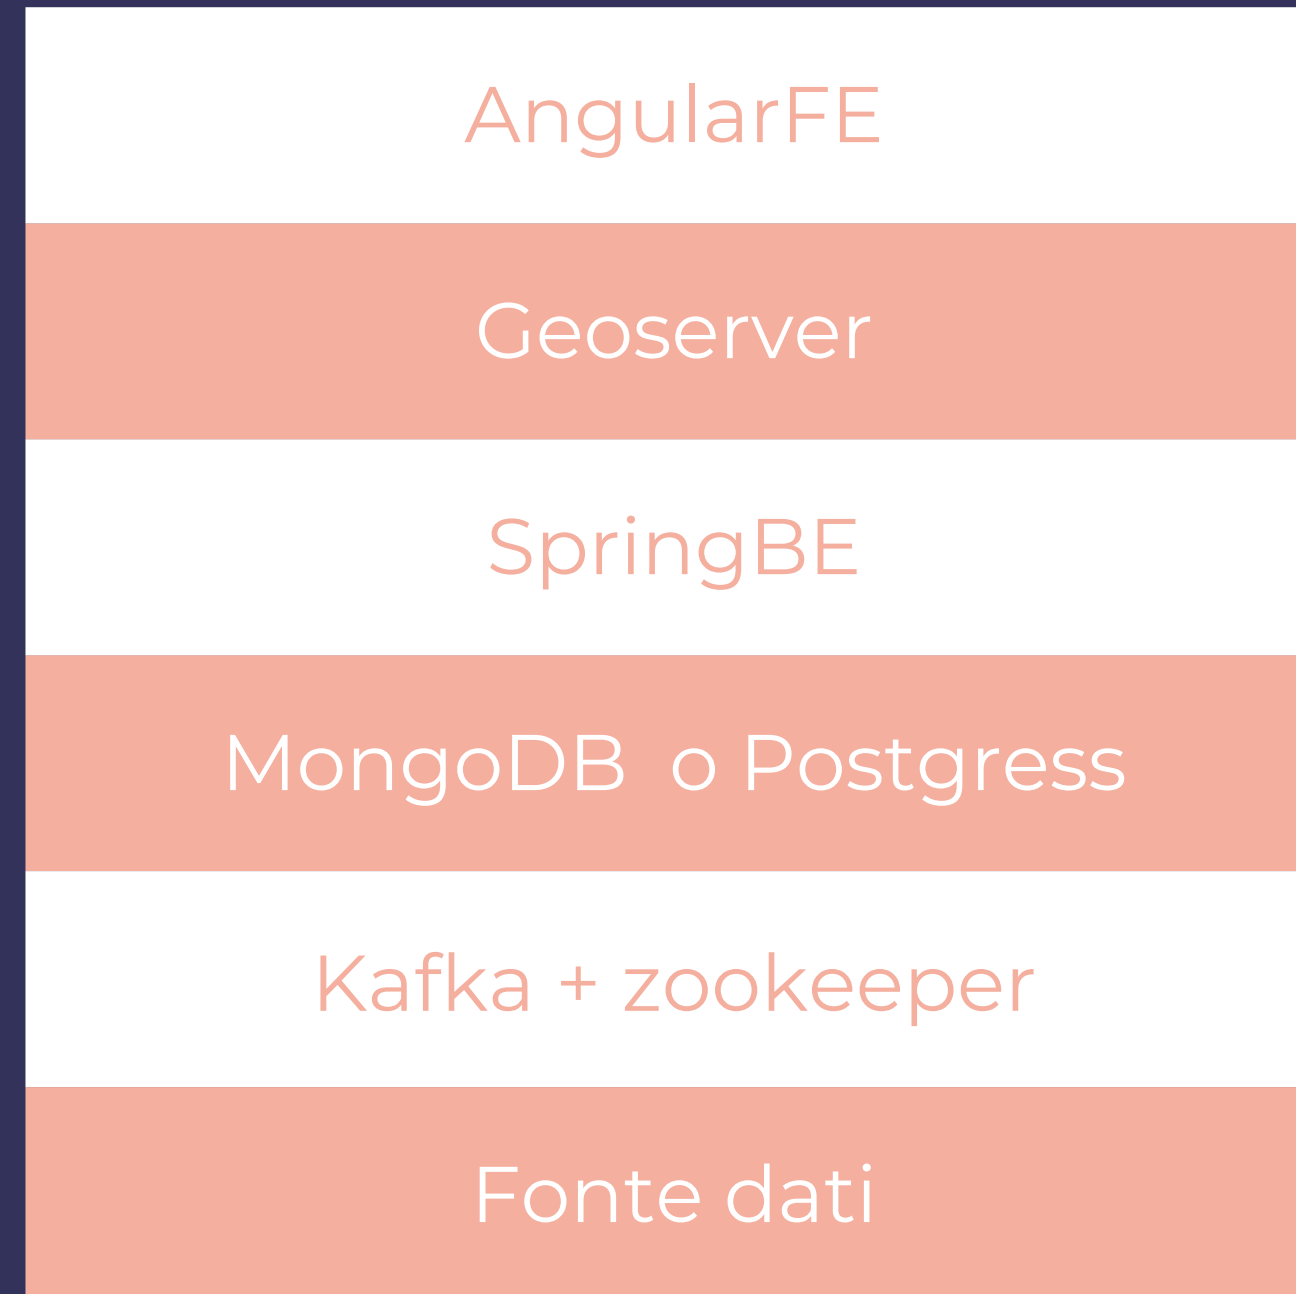 AngularFE
Geoserver
SpringBE
MongoDB o Postgress
Kafka + zookeeper
Fonte dati